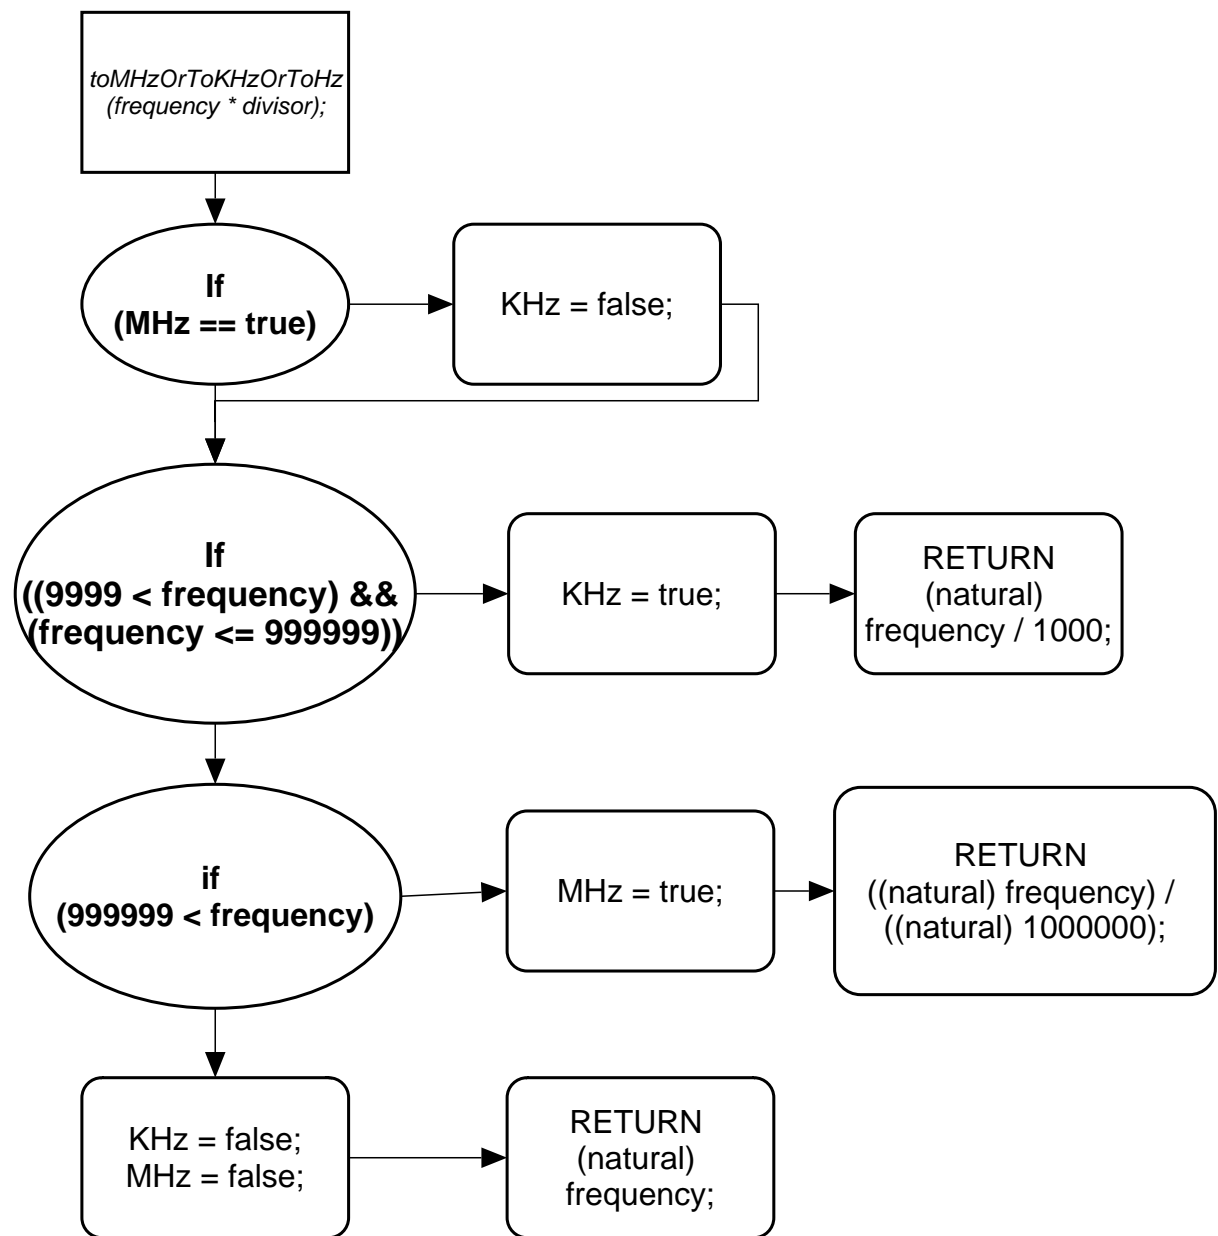 toMHzOrToKHzOrToHz
(frequency * divisor);
If
(MHz == true)
KHz = false;
If
((9999 < frequency) &&
(frequency <= 999999))
KHz = true;
RETURN
(natural)
frequency / 1000;
if
(999999 < frequency)
MHz = true;
RETURN
((natural) frequency) /
((natural) 1000000);
KHz = false;
MHz = false;
RETURN
(natural)
frequency;